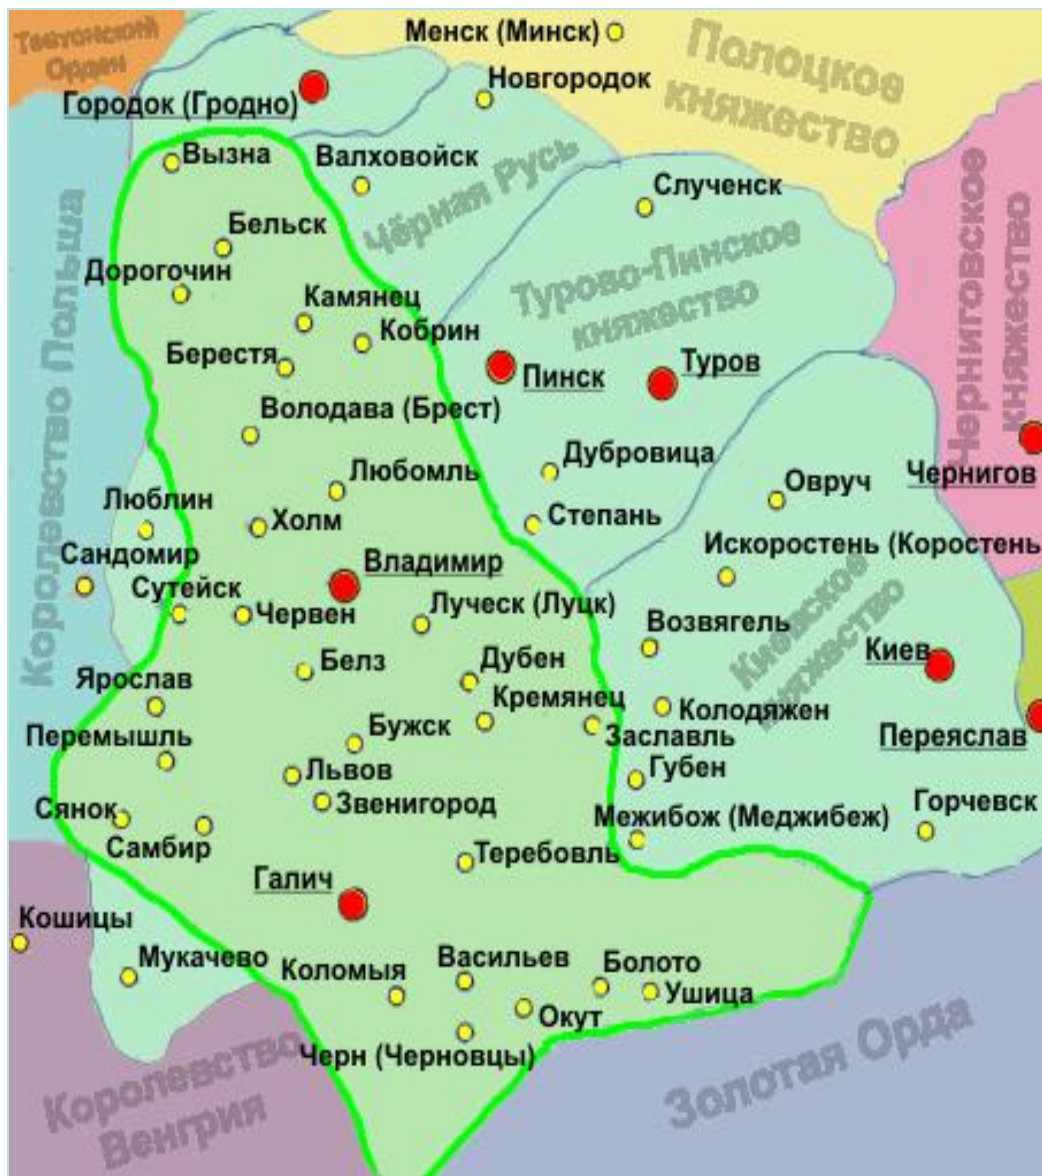 Тевтонский
Орден
Менск (Минск)
Полоцкое
княжество
Городок (Гродно)
Новгородок
Вызна
Валховойск
Чёрная Русь
Слученск
Черниговское
княжество
Бельск
Дорогочин
Турово-Пинское
княжество
Королевство Польша
Камянец
Кобрин
Берестя
Пинск
Туров
Володава (Брест)
Чернигов
Любомль
Дубровица
Овруч
Люблин
Холм
Степань
Искоростень (Коростень
Сандомир
Владимир
Сутейск
Червен
Луческ (Луцк)
Возвягель
Киевское
княжество
Киев
Белз
Дубен
Ярослав
Кремянец
Колодяжен
Перемышль
Бужск
Заславль
Переяслав
Львов
Губен
Звенигород
Сянок
Самбир
Межибож (Меджибеж)
Горчевск
Теребовль
Галич
Кошицы
Мукачево
Коломыя
Васильев
Болото
Ушица
Окут
Черн (Черновцы)
Королевство
Венгрия
Золотая Орда